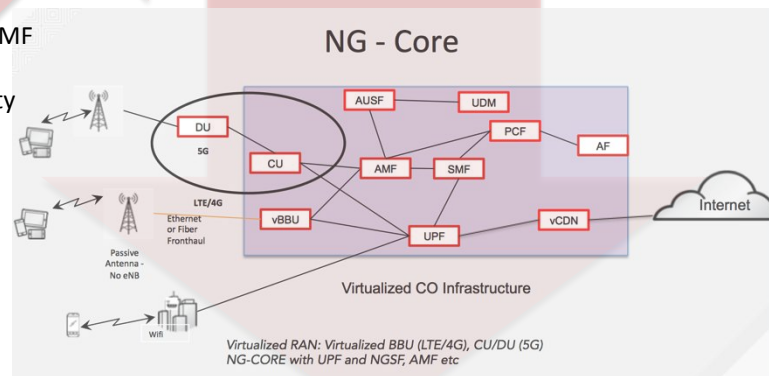 MF
ty
NG - Core
AUSF
UDM
DU
PCF
5G
AF
CU
AMF
SMF
LTE/4G
Ethernet
or Fiber
Fronthaul
vBBU
vCDN
Internet
UPF
Passive
Antenna -
No eNB
Virtualized CO Infrastructure
Wifi
Virtualized RAN: Virtualized BBU (LTE/4G), CU/DU (5G)
NG-CORE with UPF and NGSF, AMF etc